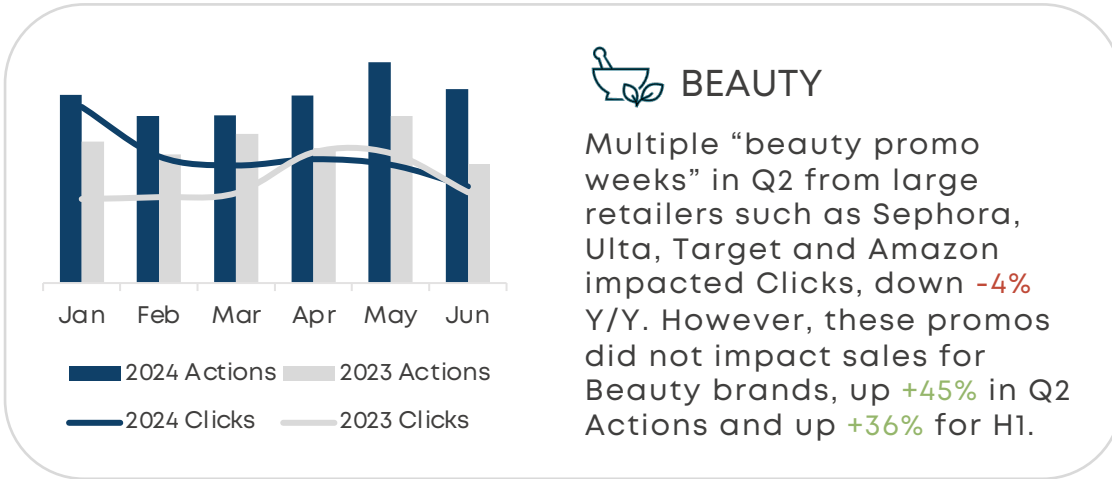 Jan Feb Mar Apr May Jun
2024 Actions 2023 Actions
2024 Clicks 2023 Clicks
BEAUTY
Multiple “beauty promo
weeks” in Q2 from large
retailers such as Sephora,
Ulta, Target and Amazon
impacted Clicks, down -4%
Y/Y. However, these promos
did not impact sales for
Beauty brands, up +45% in Q2
Actions and up +36% for H1.